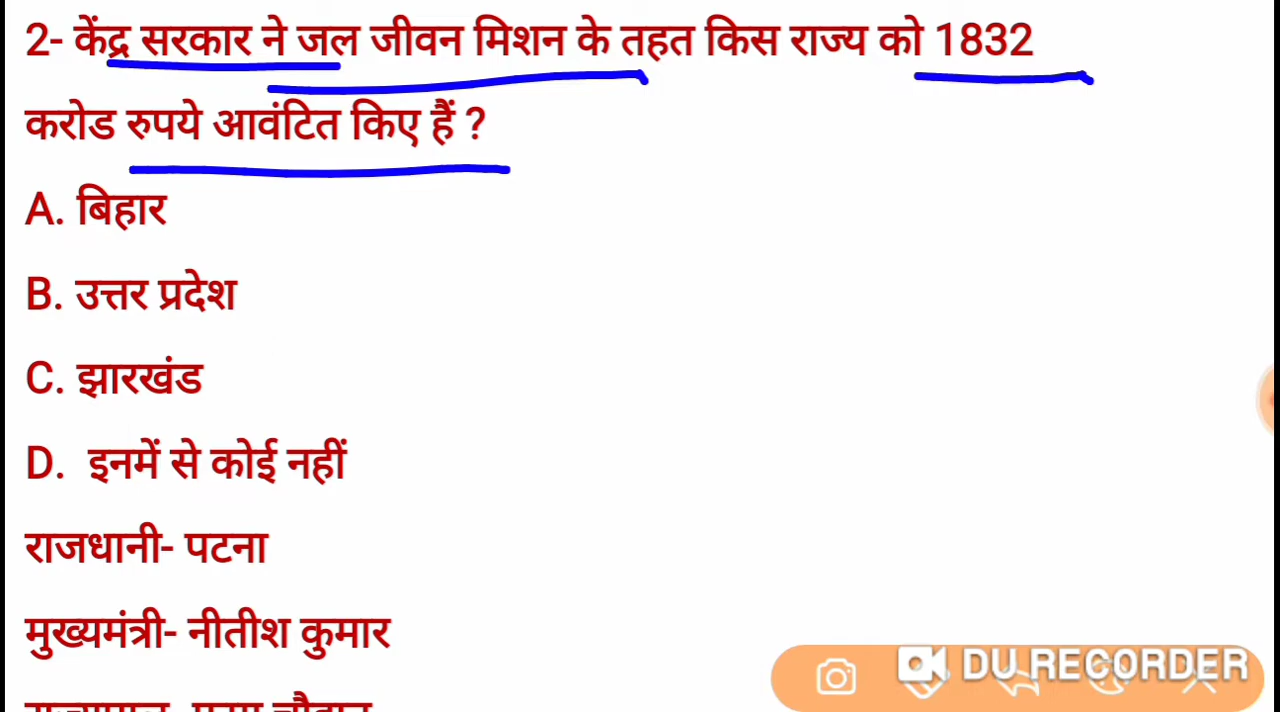 2- केंद्र सरकार ने जल जीवन मिशन के तहत किस राज्य को 1832
करोड रुपये आवंटित किए हैं ?
A. बिहार
B. उत्तर प्रदेश
C. झारखंड
D. इनमें से कोई नहीं
राजधानी- पटना
मुख्यमंत्री- नीतीश कुमार
DU RECORDER